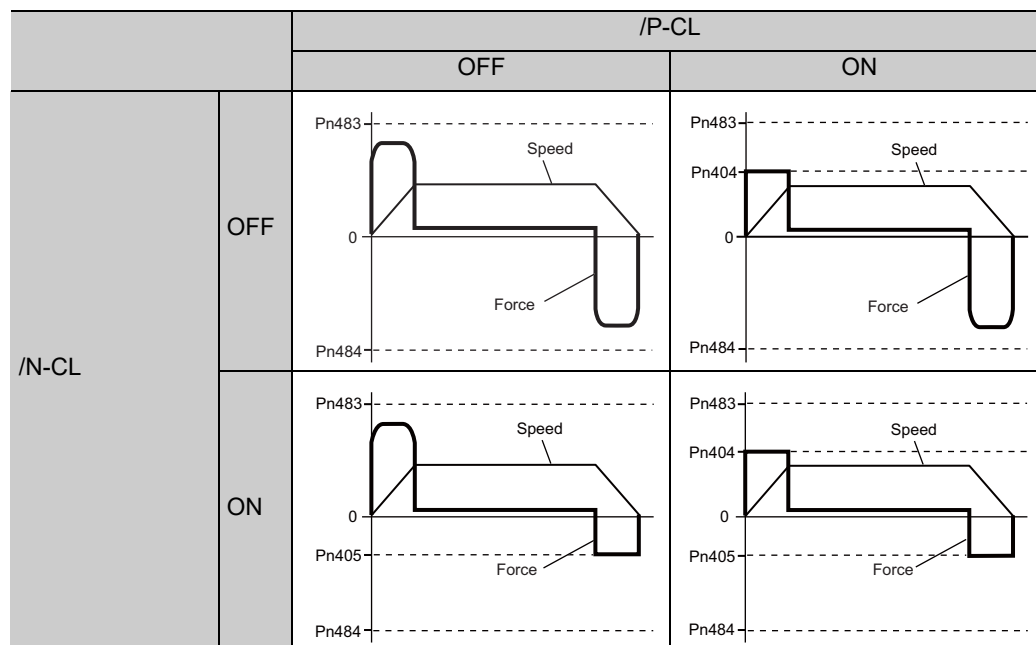 /P-CL
OFF
ON
/N-CL
OFF
Pn483
Speed
0
Force
Pn484
Pn483
Pn404
Speed
0
Force
Pn484
ON
Pn483
Speed
0
Pn405
Force
Pn484
Pn483
Pn404
Speed
0
Pn405
Force
Pn484